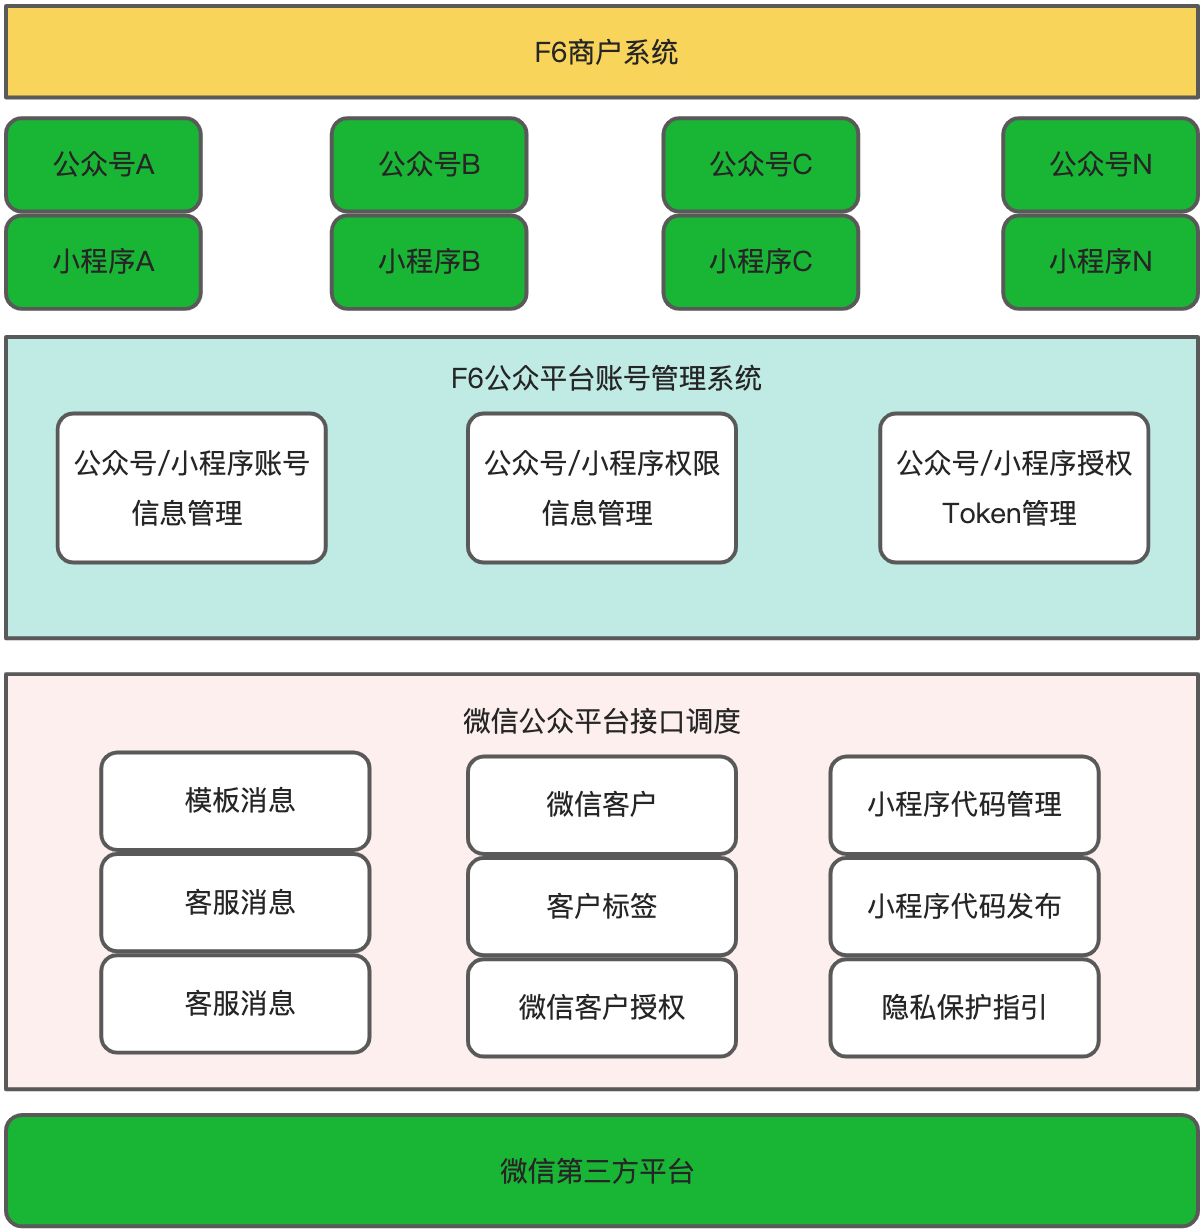 F6商户系统
公众号A
公众号B
公众号C
公众号N
小程序A
小程序B
小程序C
小程序N
F6公众平台账号管理系统
公众号/小程序账号
信息管理
公众号/小程序权限
信息管理
公众号/小程序授权
Token管理
微信公众平台接口调度
模板消息
微信客户
小程序代码管理
客服消息
客户标签
小程序代码发布
客服消息
微信客户授权
隐私保护指引
微信第三方平台